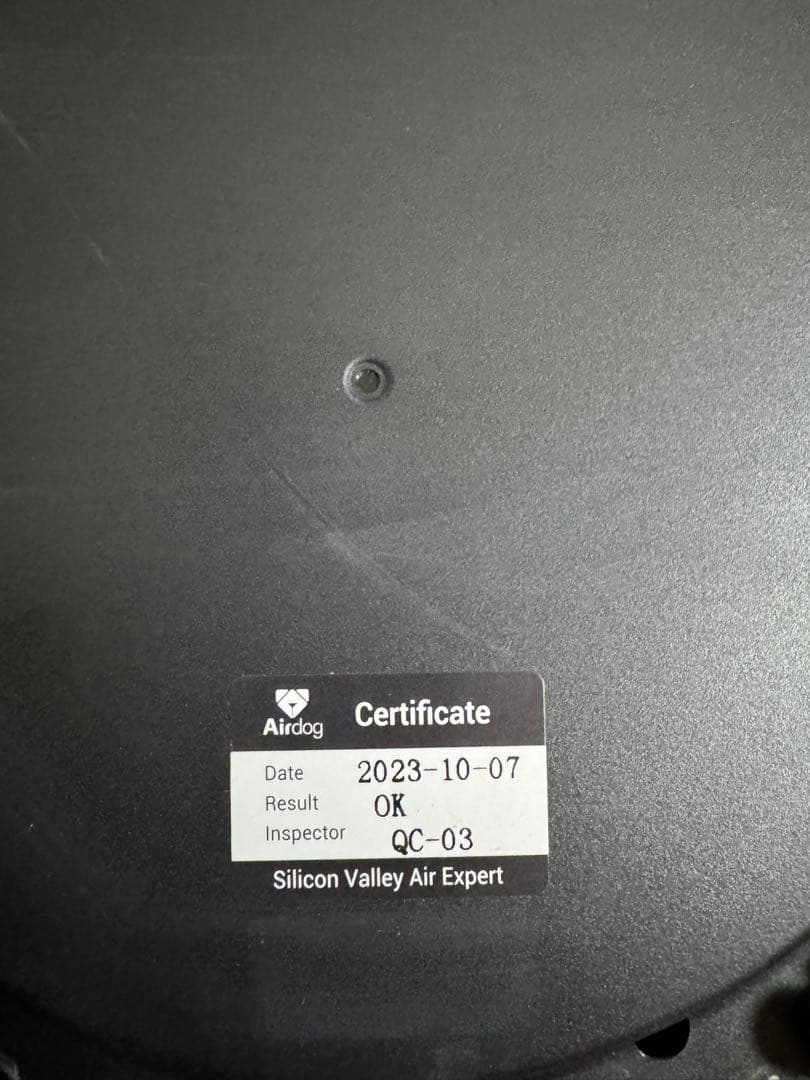 Airdog Certificate
Date 2023-10-07
Result OK
Inspector QC-03
Silicon Valley Air Expert